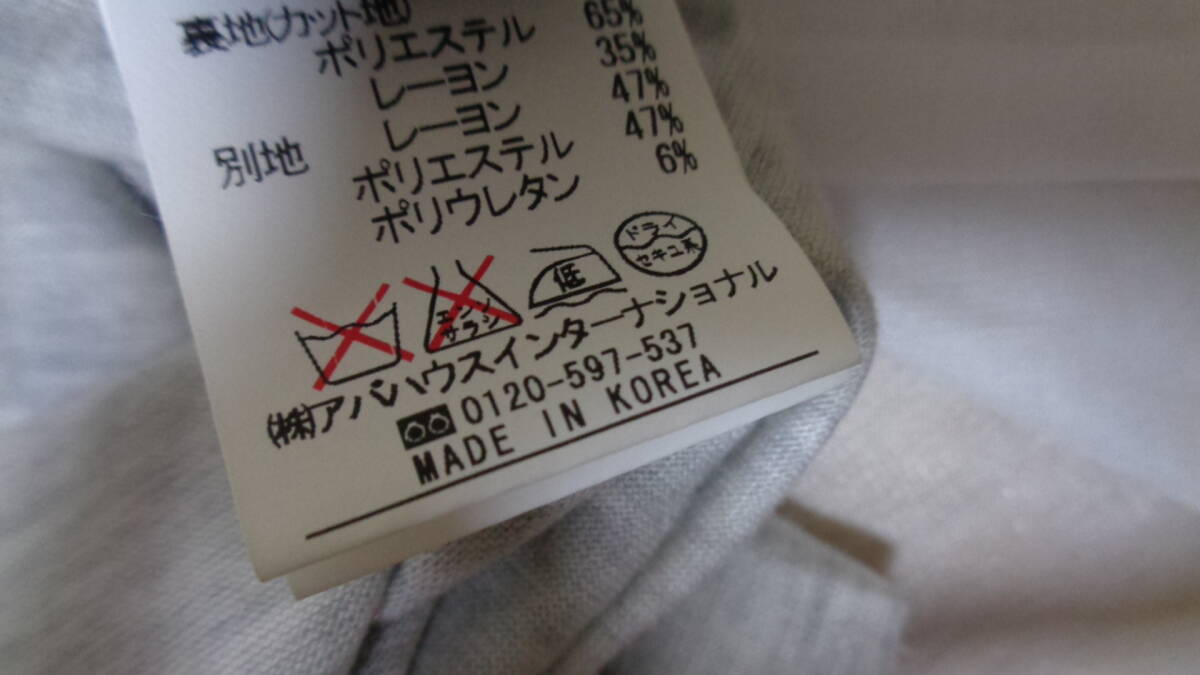 裏地(カット地)
ポリエステル 65%
レーヨン 35%
別地 レーヨン 47%
ポリエステル 47%
ポリウレタン 6%
エンソサラシ
低
ドライ
セキユ系
(株)アバハウスインターナショナル
0120-597-537
MADE IN KOREA